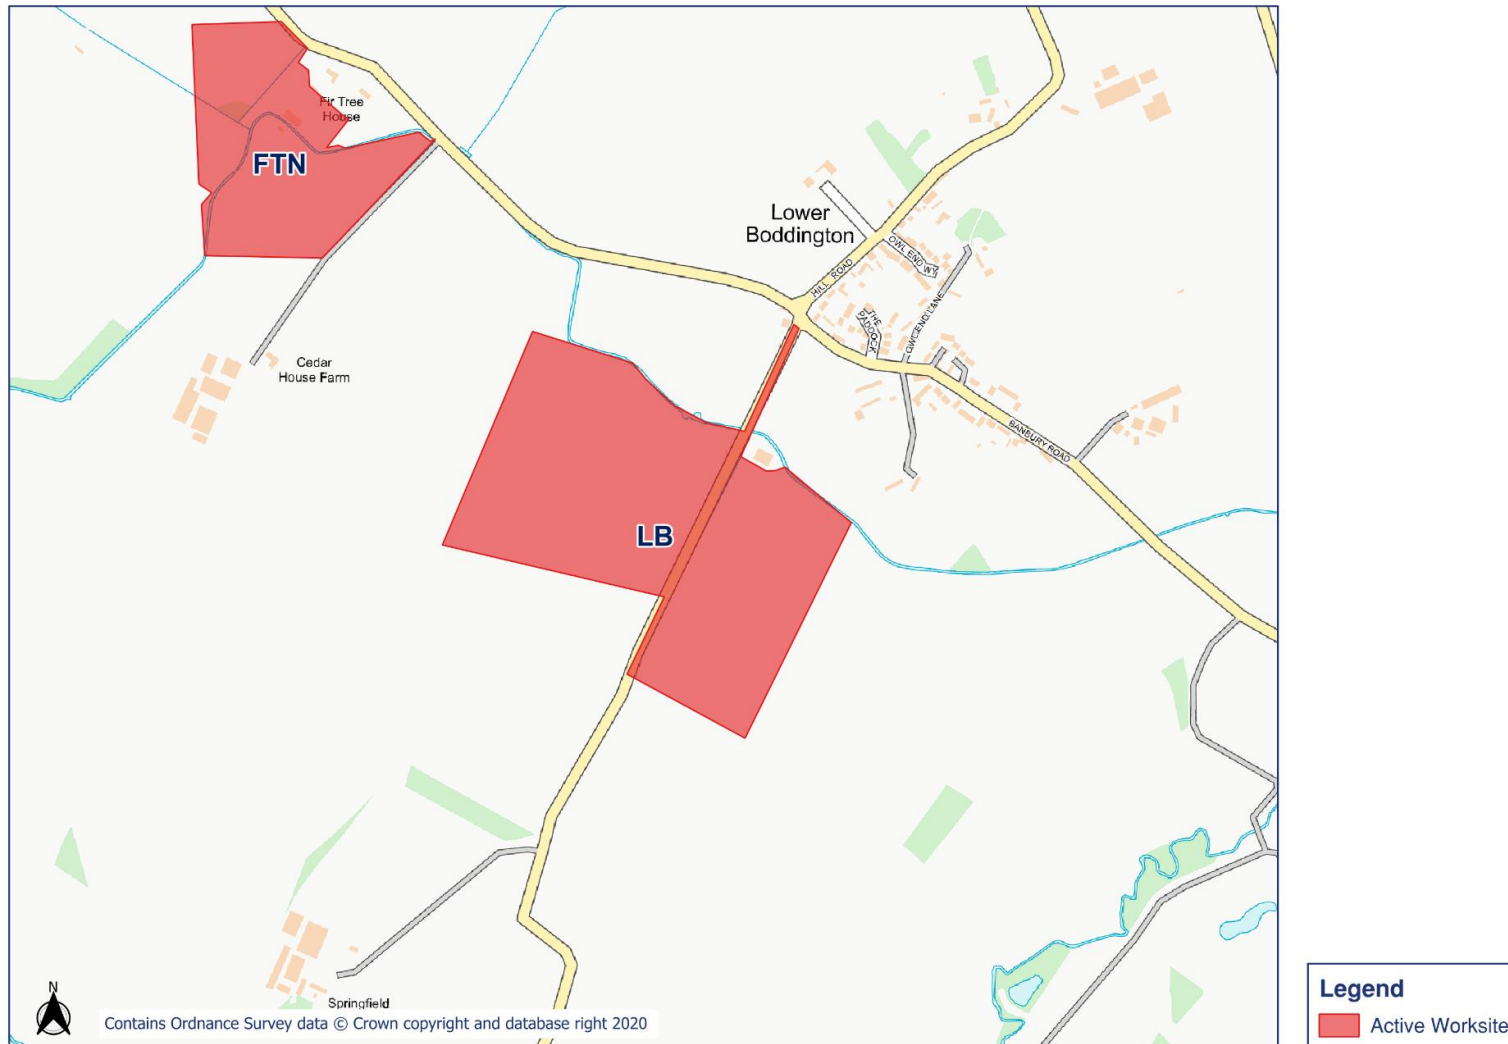 Fir Tree
House
FTN
Lower
Boddington
OWL END WY
HILL ROAD
THE
PADDOCK
OWL END LANE
Cedar
House Farm
BANBURY ROAD
LB
N
Springfield
Contains Ordnance Survey data © Crown copyright and database right 2020
Legend
Active Worksite